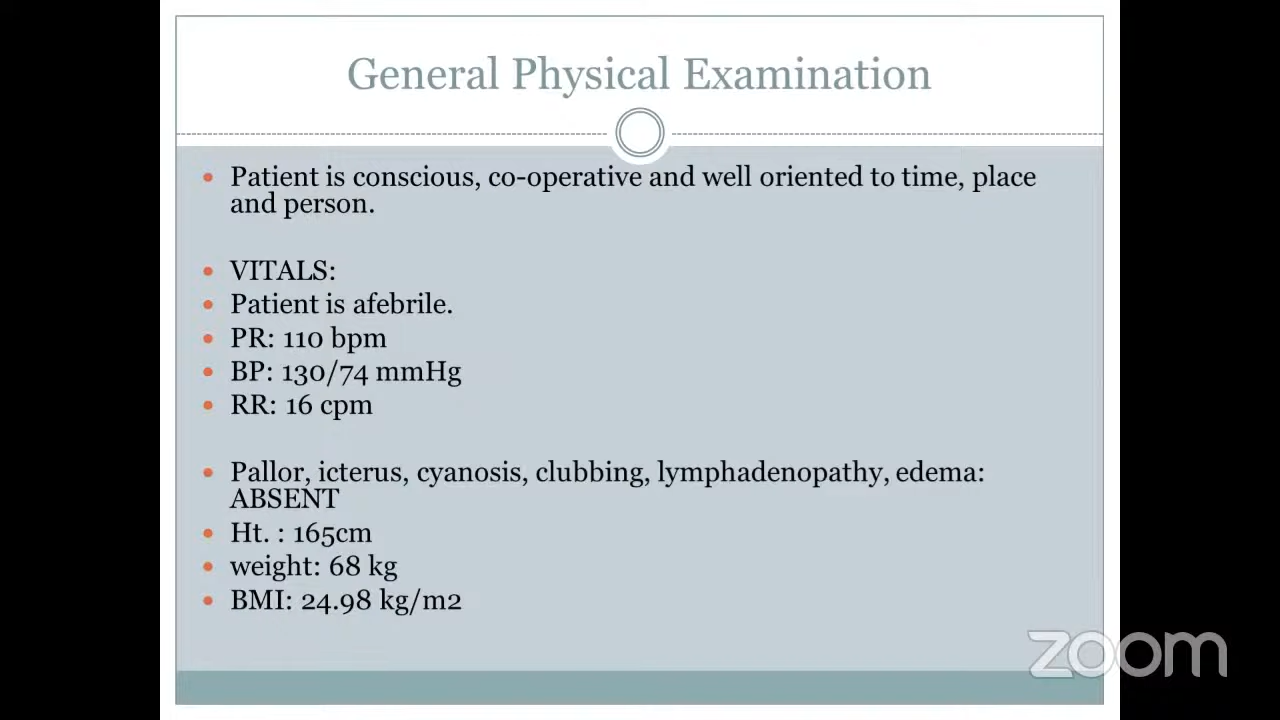 General Physical Examination
Patient is conscious, co-operative and well oriented to time, place
and person.
VITALS:
Patient is afebrile.
PR: 110 bpm
BP: 130/74 mmHg
RR: 16 cpm
Pallor, icterus, cyanosis, clubbing, lymphadenopathy, edema:
ABSENT
Ht. : 165cm
weight: 68 kg
BMI: 24.98 kg/m2
zoom